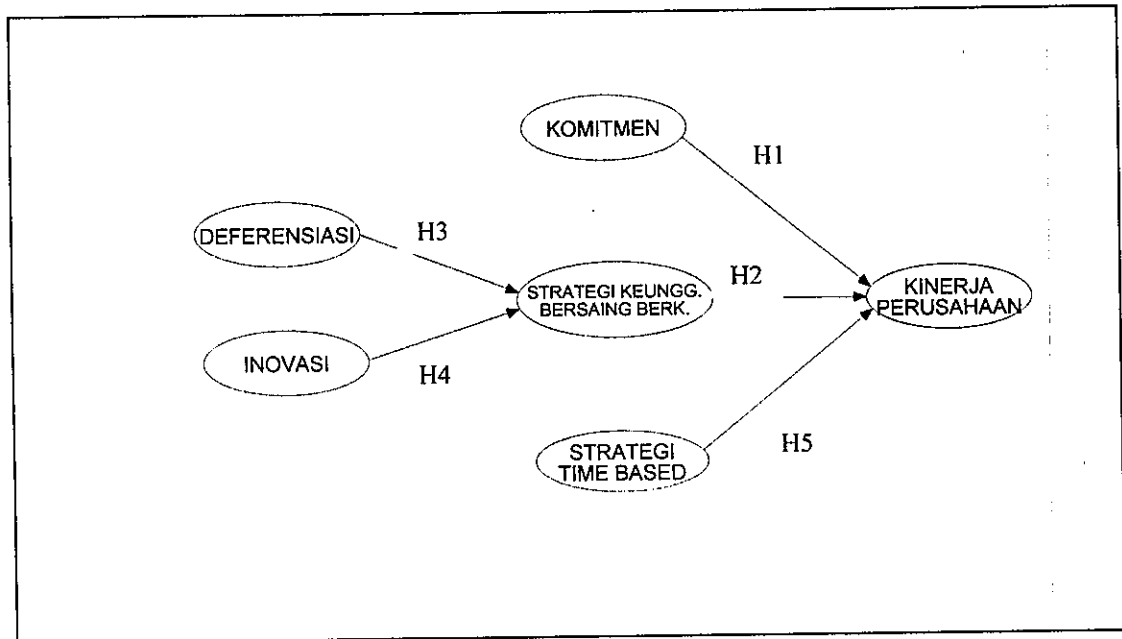 KOMITMEN
H1
DEFERENSIASI
H3
STRATEGI KEUNGG.
BERSAING BERK.
H2
KINERJA
PERUSAHAAN
INOVASI
H4
STRATEGI
TIME BASED
H5